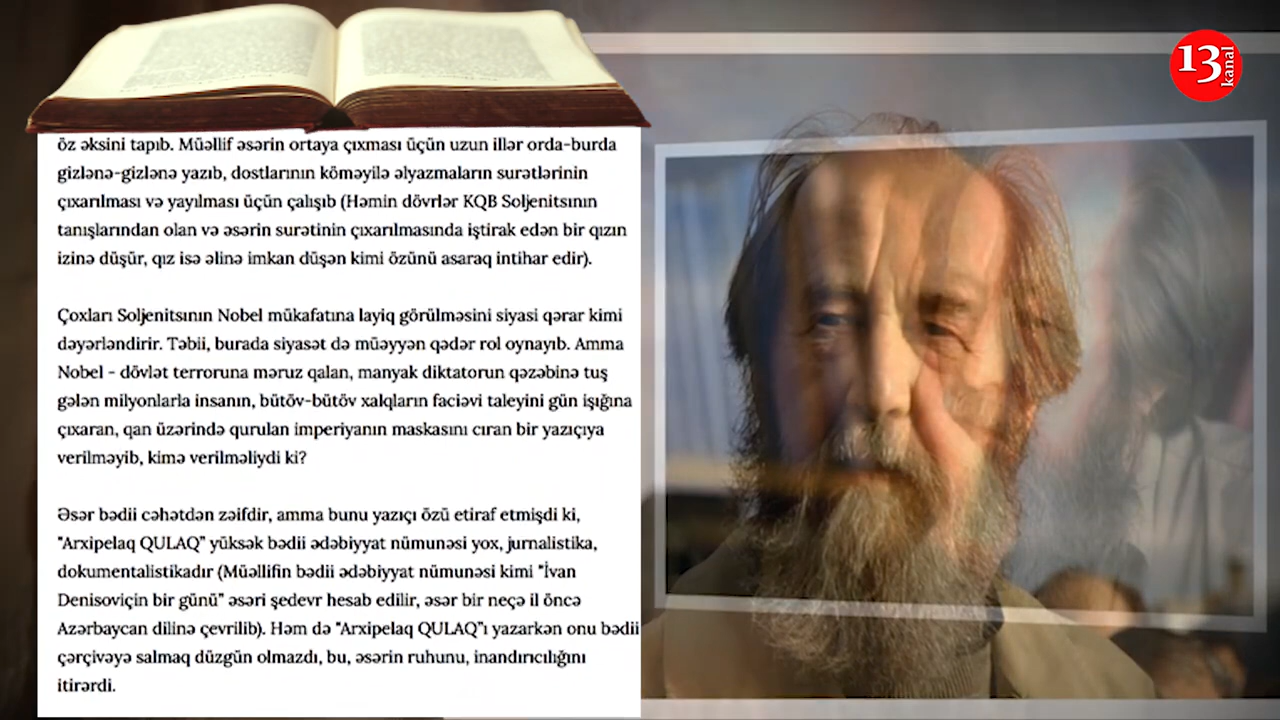 13
kanal
öz əksini tapıb. Müəllif əsərin ortaya çıxması üçün uzun illər orda-burda
gizlənə-gizlənə yazıb, dostlarının köməyilə əlyazmaların surətlərinin
çıxarılması və yayılması üçün çalışıb (Həmin dövrlər KQB Soljenitsının
tanışlarından olan və əsərin surətinin çıxarılmasında iştirak edən bir qızın
izinə düşür, qız isə əlinə imkan düşən kimi özünü asaraq intihar edir).
Çoxları Soljenitsının Nobel mükafatına layiq görülməsini siyasi qərar kimi
dəyərləndirir. Təbii, burada siyasət də müəyyən qədər rol oynayıb. Amma
Nobel - dövlət terroruna məruz qalan, manyak diktatorun qəzəbinə tuş
gələn milyonlarla insanın, bütöv-bütöv xalqların faciəvi taleyini gün işığına
çıxaran, qan üzərində qurulan imperiyanın maskasını cıran bir yazıçıya
verilməyib, kimə verilməliydi ki?
Əsər bədii cəhətdən zəifdir, amma bunu yazıçı özü etiraf etmişdi ki,
"Arxipelaq QULAQ” yüksək bədii ədəbiyyat nümunəsi yox, jurnalistika,
dokumentalistikadır (Müəllifin bədii ədəbiyyat nümunəsi kimi "İvan
Denisoviçin bir günü” əsəri şedevr hesab edilir, əsər bir neçə il öncə
Azərbaycan dilinə çevrilib). Həm də "Arxipelaq QULAQ”ı yazarkən onu bədii
çərçivəyə salmaq düzgün olmazdı, bu, əsərin ruhunu, inandırıcılığını
itirərdi.